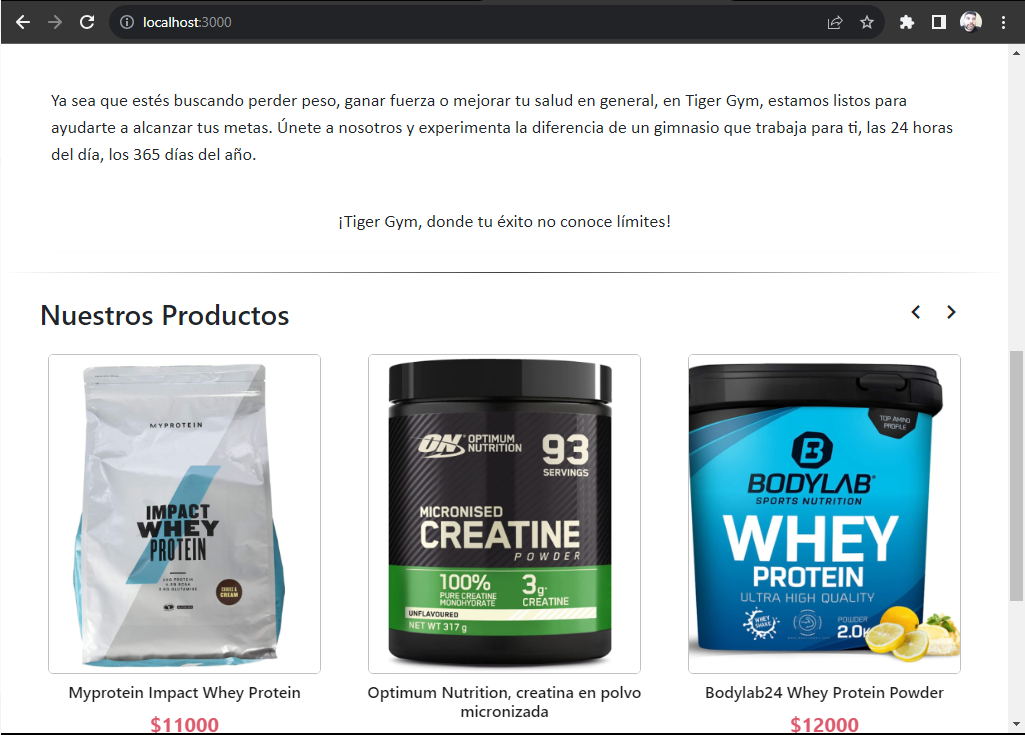 localhost:3000
Ya sea que estés buscando perder peso, ganar fuerza o mejorar tu salud en general, en Tiger Gym, estamos listos para
ayudarte a alcanzar tus metas. Únete a nosotros y experimenta la diferencia de un gimnasio que trabaja para ti, las 24 horas
del día, los 365 días del año.
¡Tiger Gym, donde tu éxito no conoce límites!
Nuestros Productos
MYPROTEIN
IMPACT
WHEY
PROTEIN
COOKIES &
CREAM
ON OPTIMUM
NUTRITION
93
SERVINGS
MICRONISED
CREATINE
POWDER
100%
PURE CREATINE
MONOHYDRATE
3g
CREATINE
UNFLAVOURED
NET WT 317 g
TOP AMINO
PROFILE
BODYLAB
SPORTS NUTRITION
WHEY
PROTEIN
ULTRA HIGH QUALITY
WHEY
SHAKE
POWDER
Myprotein Impact Whey Protein
$11000
Optimum Nutrition, creatina en polvo
micronizada
Bodylab24 Whey Protein Powder
$12000